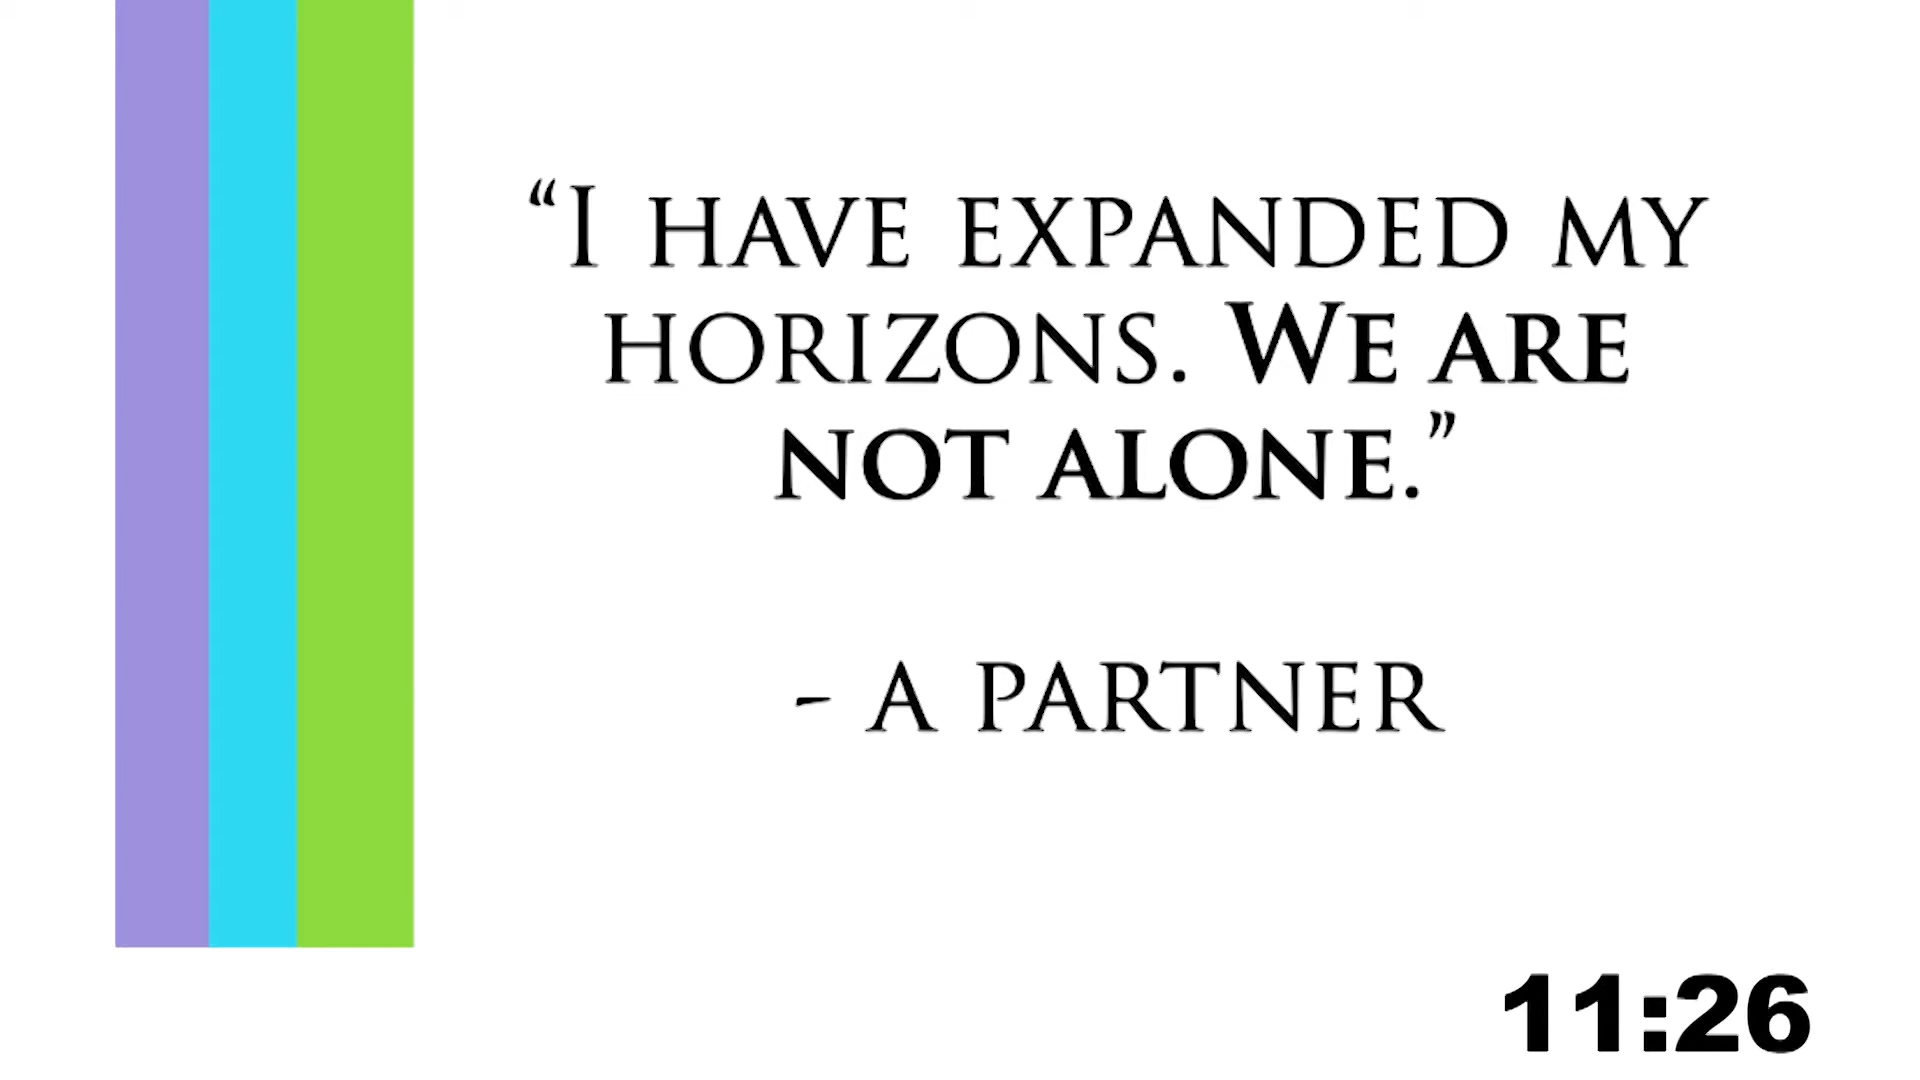 “I have expanded my
horizons. We are
not alone.”
- a partner
11:26